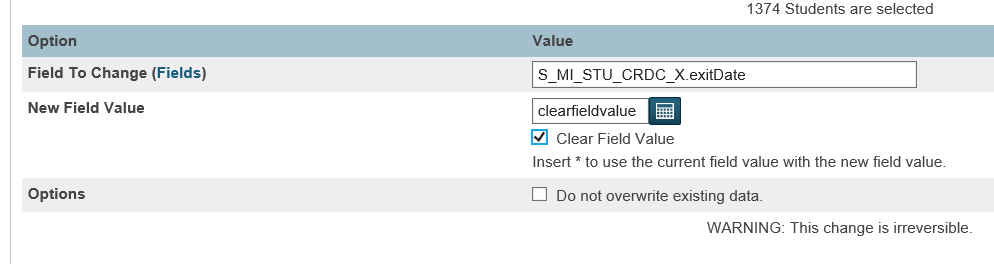 1374 Students are selected
Option Value
Field To Change (Fields) S_MI_STU_CRDC_X.exitDate
New Field Value clearfieldvalue
Clear Field Value
Insert * to use the current field value with the new field value.
Options Do not overwrite existing data.
WARNING: This change is irreversible.